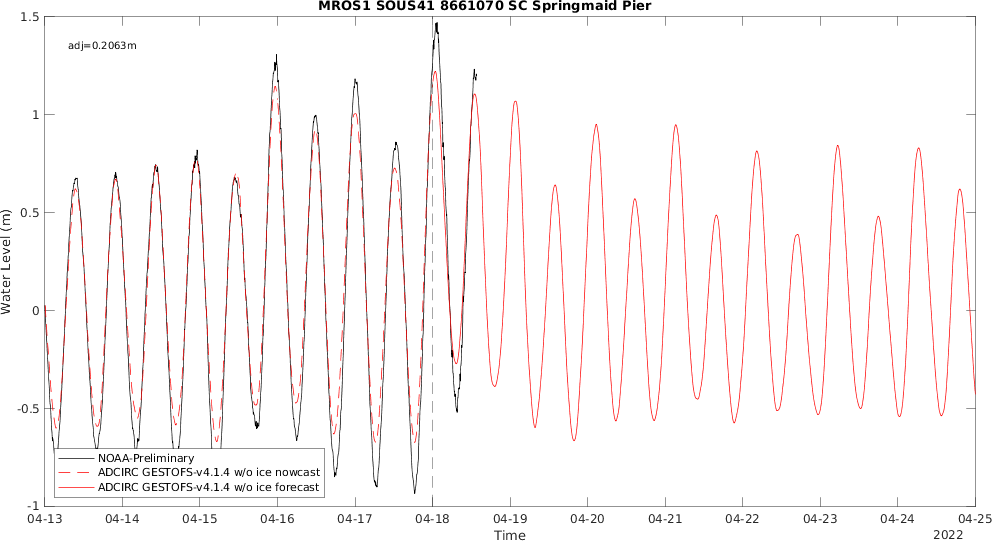 MROS1 SOUS41 8661070 SC Springmaid Pier
adj=0.2063m
1.5
1
0.5
0
-0.5
-1
Water Level (m)
NOAA-Preliminary
ADCIRC GESTOFS-v4.1.4 w/o ice nowcast
ADCIRC GESTOFS-v4.1.4 w/o ice forecast
04-13 04-14 04-15 04-16 04-17 04-18 04-19 04-20 04-21 04-22 04-23 04-24 04-25
Time
2022